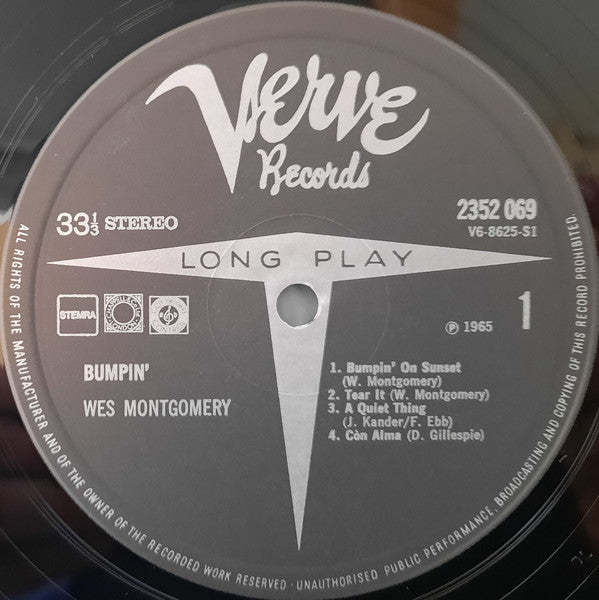 Verve
Records
33⅓ STEREO
2352 069
V6-8625-S1
LONG PLAY
STEMRA
℗ 1965
1
BUMPIN'
WES MONTGOMERY
1. Bumpin' On Sunset
(W. Montgomery)
2. Tear It (W. Montgomery)
3. A Quiet Thing
(J. Kander/F. Ebb)
4. Còn Alma (D. Gillespie)
ALL RIGHTS OF THE MANUFACTURER AND OF THE OWNER OF THE RECORDED WORK RESERVED · UNAUTHORISED PUBLIC PERFORMANCE, BROADCASTING AND COPYING OF THIS RECORD PROHIBITED.